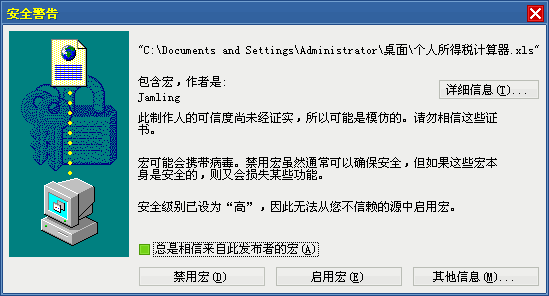 安全警告
"C:\Documents and Settings\Administrator\桌面\个人所得税计算器.xls"
包含宏，作者是:
Jamling
详细信息(T)...
此制作人的可信度尚未经证实，所以可能是模仿的。请勿相信这些证
书。
宏可能会携带病毒。禁用宏虽然通常可以确保安全，但如果这些宏本
身是安全的，则又会损失某些功能。
安全级别已设为“高”，因此无法从您不信赖的源中启用宏。
总是相信来自此发布者的宏(A)
禁用宏(D)
启用宏(E)
其他信息(M)...